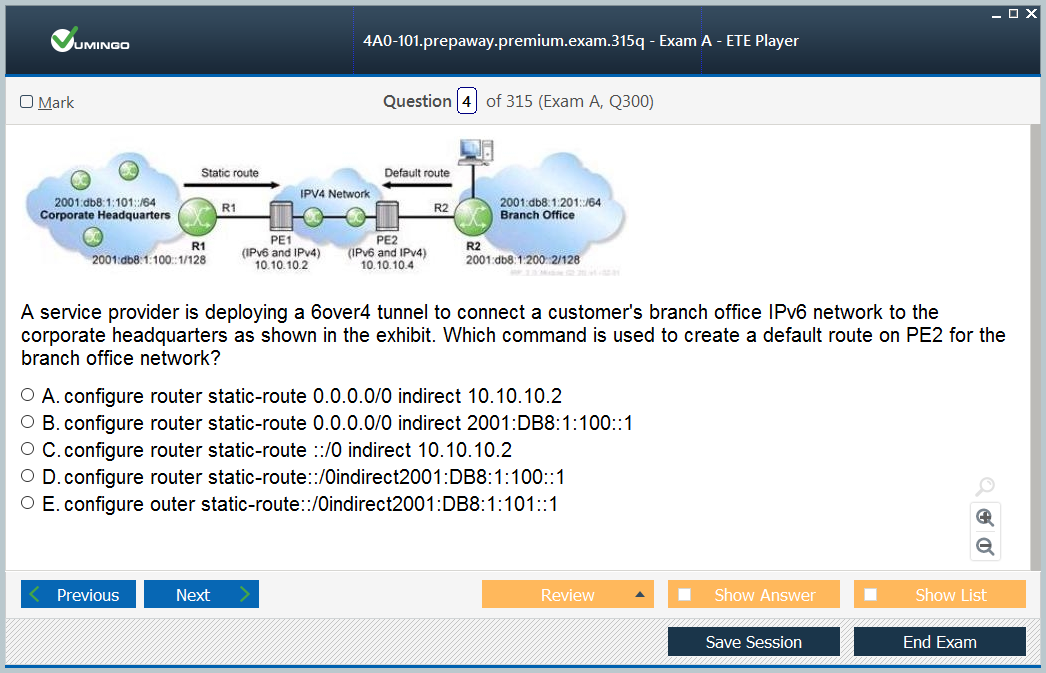 VUMINGO
4A0-101.prepaway.premium.exam.315q - Exam A - ETE Player
Mark
Question 4 of 315 (Exam A, Q300)
Static route
Default route
IPV4 Network
2001:db8:1:101::/64
Corporate Headquarters
R1
R2
2001:db8:1:201::/64
Branch Office
R1
2001:db8:1:100::1/128
PE1
(IPv6 and IPv4)
10.10.10.2
PE2
(IPv6 and IPv4)
10.10.10.4
R2
2001:db8:1:200::2/128
A service provider is deploying a 6over4 tunnel to connect a customer's branch office IPv6 network to the
corporate headquarters as shown in the exhibit. Which command is used to create a default route on PE2 for the
branch office network?
A. configure router static-route 0.0.0.0/0 indirect 10.10.10.2
B. configure router static-route 0.0.0.0/0 indirect 2001:DB8:1:100::1
C. configure router static-route ::/0 indirect 10.10.10.2
D. configure router static-route::/0indirect2001:DB8:1:100::1
E. configure outer static-route::/0indirect2001:DB8:1:101::1
Previous
Next
Review
Show Answer
Show List
Save Session
End Exam